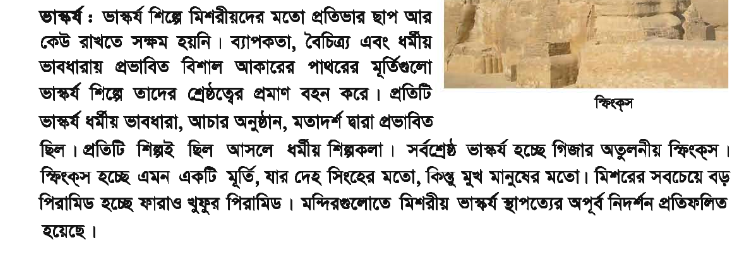 ভাস্কর্য : ভাস্কর্য শিল্পে মিশরীয়দের মতো প্রতিভার ছাপ আর
কেউ রাখতে সক্ষম হয়নি। ব্যাপকতা, বৈচিত্র্য এবং ধর্মীয়
ভাবধারায় প্রভাবিত বিশাল আকারের পাথরের মূর্তিগুলো
ভাস্কর্য শিল্পে তাদের শ্রেষ্ঠত্বের প্রমাণ বহন করে। প্রতিটি
স্ফিংক্‌স
ভাস্কর্য ধর্মীয় ভাবধারা, আচার অনুষ্ঠান, মতাদর্শ দ্বারা প্রভাবিত
ছিল। প্রতিটি শিল্পই ছিল আসলে ধর্মীয় শিল্পকলা। সর্বশ্রেষ্ঠ ভাস্কর্য হচ্ছে গিজার অতুলনীয় স্ফিংক্‌স।
স্ফিংক্‌স হচ্ছে এমন একটি মূর্তি, যার দেহ সিংহের মতো, কিন্তু মুখ মানুষের মতো। মিশরের সবচেয়ে বড়
পিরামিড হচ্ছে ফারাও খুফুর পিরামিড। মন্দিরগুলোতে মিশরীয় ভাস্কর্য স্থাপত্যের অপূর্ব নিদর্শন প্রতিফলিত
হয়েছে।